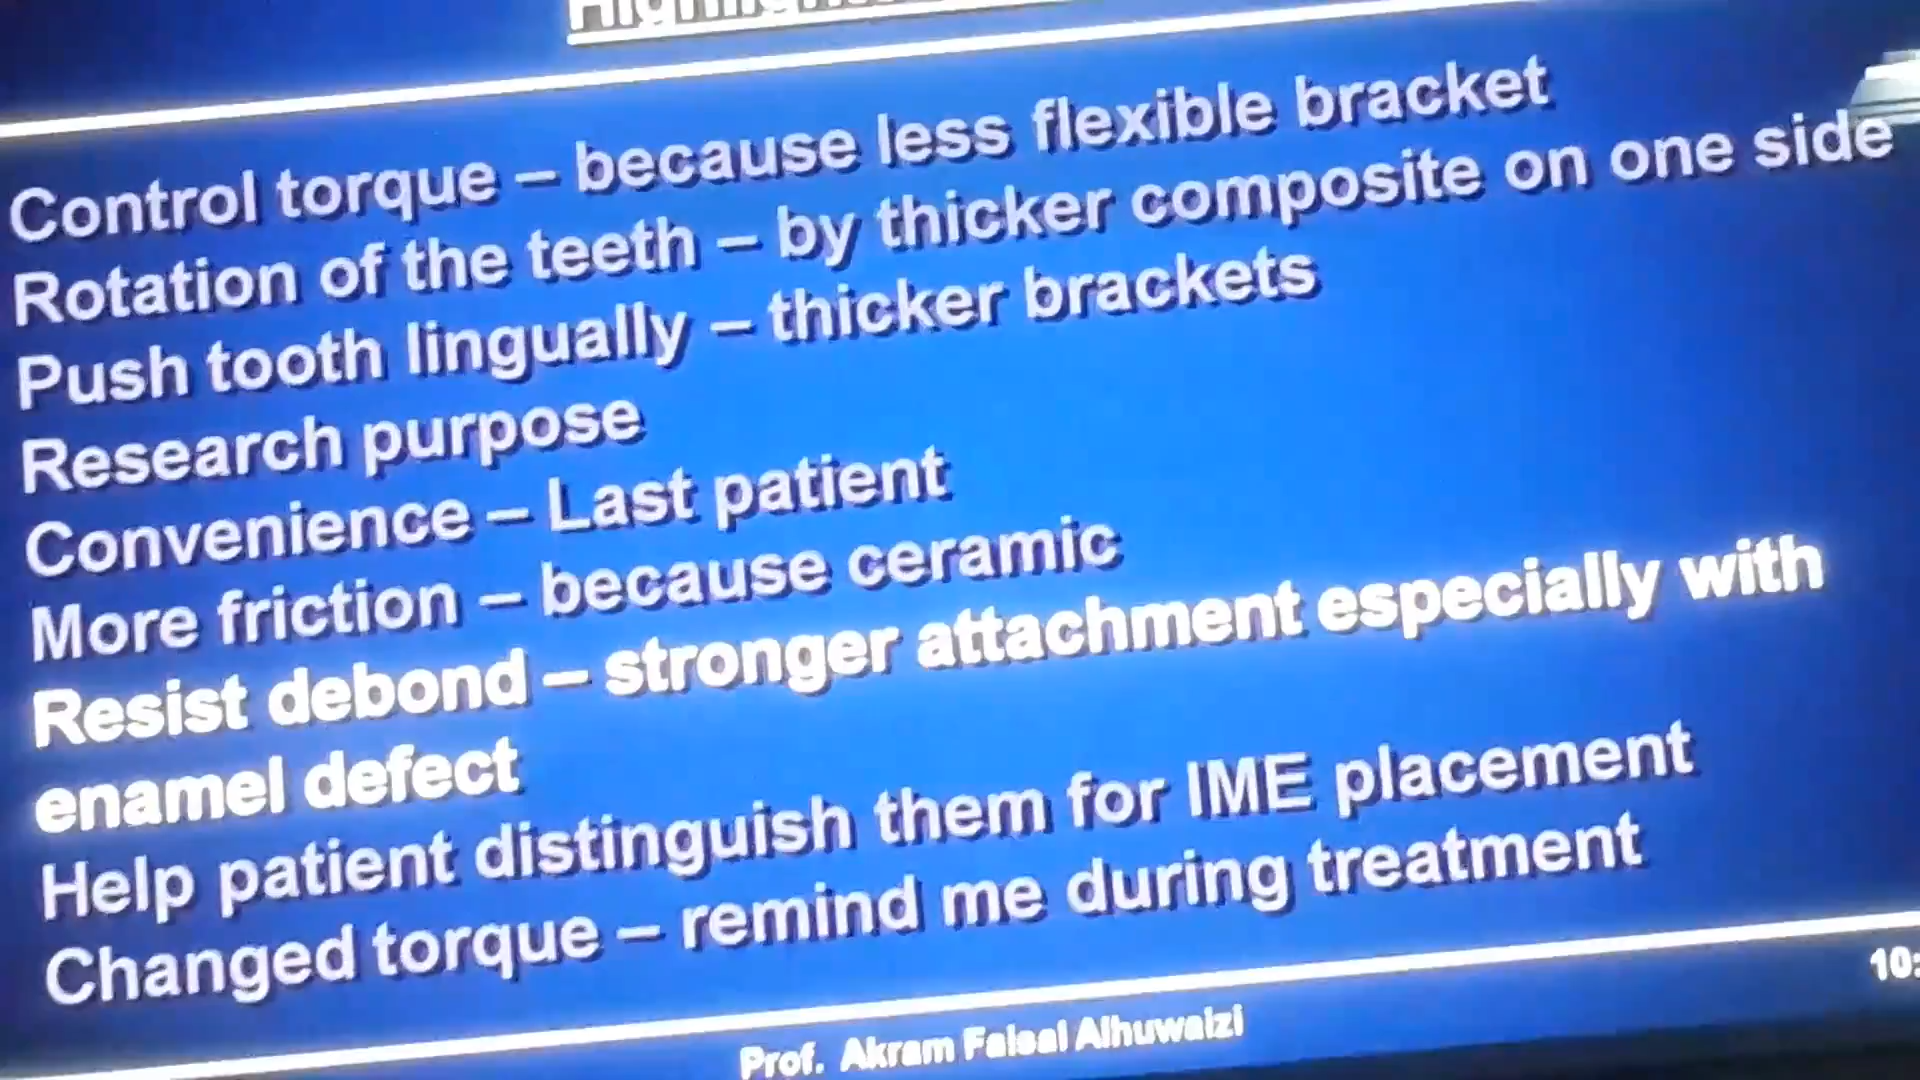 Control torque – because less flexible bracket
Rotation of the teeth – by thicker composite on one side
Push tooth lingually – thicker brackets
Research purpose
Convenience – Last patient
More friction – because ceramic
Resist debond – stronger attachment especially with
enamel defect
Help patient distinguish them for IME placement
Changed torque – remind me during treatment
10:
Prof. Akram Faisal Alhuwaizi